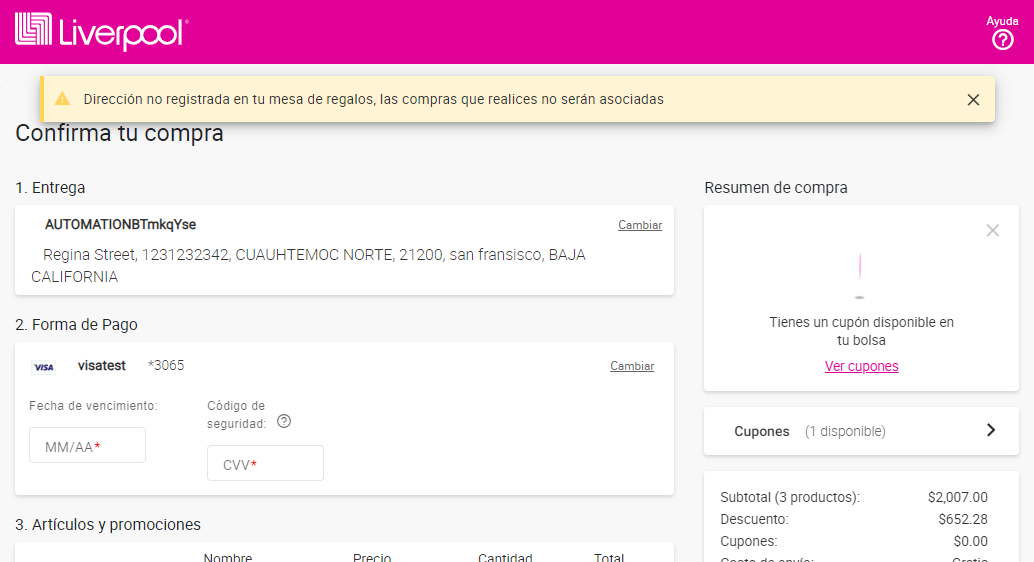 Liverpool
Ayuda
Dirección no registrada en tu mesa de regalos, las compras que realices no serán asociadas
Confirma tu compra
1. Entrega
AUTOMATIONBTmkqYse
Cambiar
Regina Street, 1231232342, CUAUHTEMOC NORTE, 21200, san fransisco, BAJA
CALIFORNIA
2. Forma de Pago
VISA visatest *3065
Cambiar
Fecha de vencimiento:
Código de
seguridad:
MM/AA*
CVV*
3. Artículos y promociones
Nombre Precio Cantidad Total
Resumen de compra
Tienes un cupón disponible en
tu bolsa
Ver cupones
Cupones (1 disponible)
Subtotal (3 productos): $2,007.00
Descuento: $652.28
Cupones: $0.00
Costo de envío: Gratis